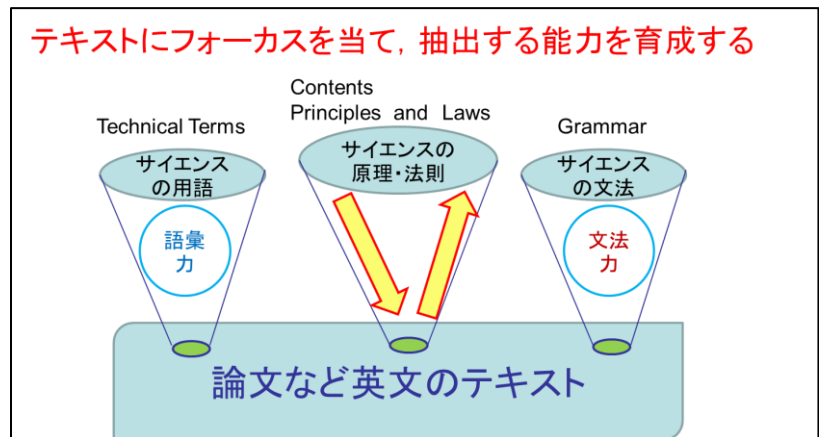 テキストにフォーカスを当て，抽出する能力を育成する
Contents
Principles and Laws
Technical Terms
Grammar
サイエンス
の用語
サイエンスの
原理・法則
サイエンス
の文法
語彙
力
文法
力
論文など英文のテキスト